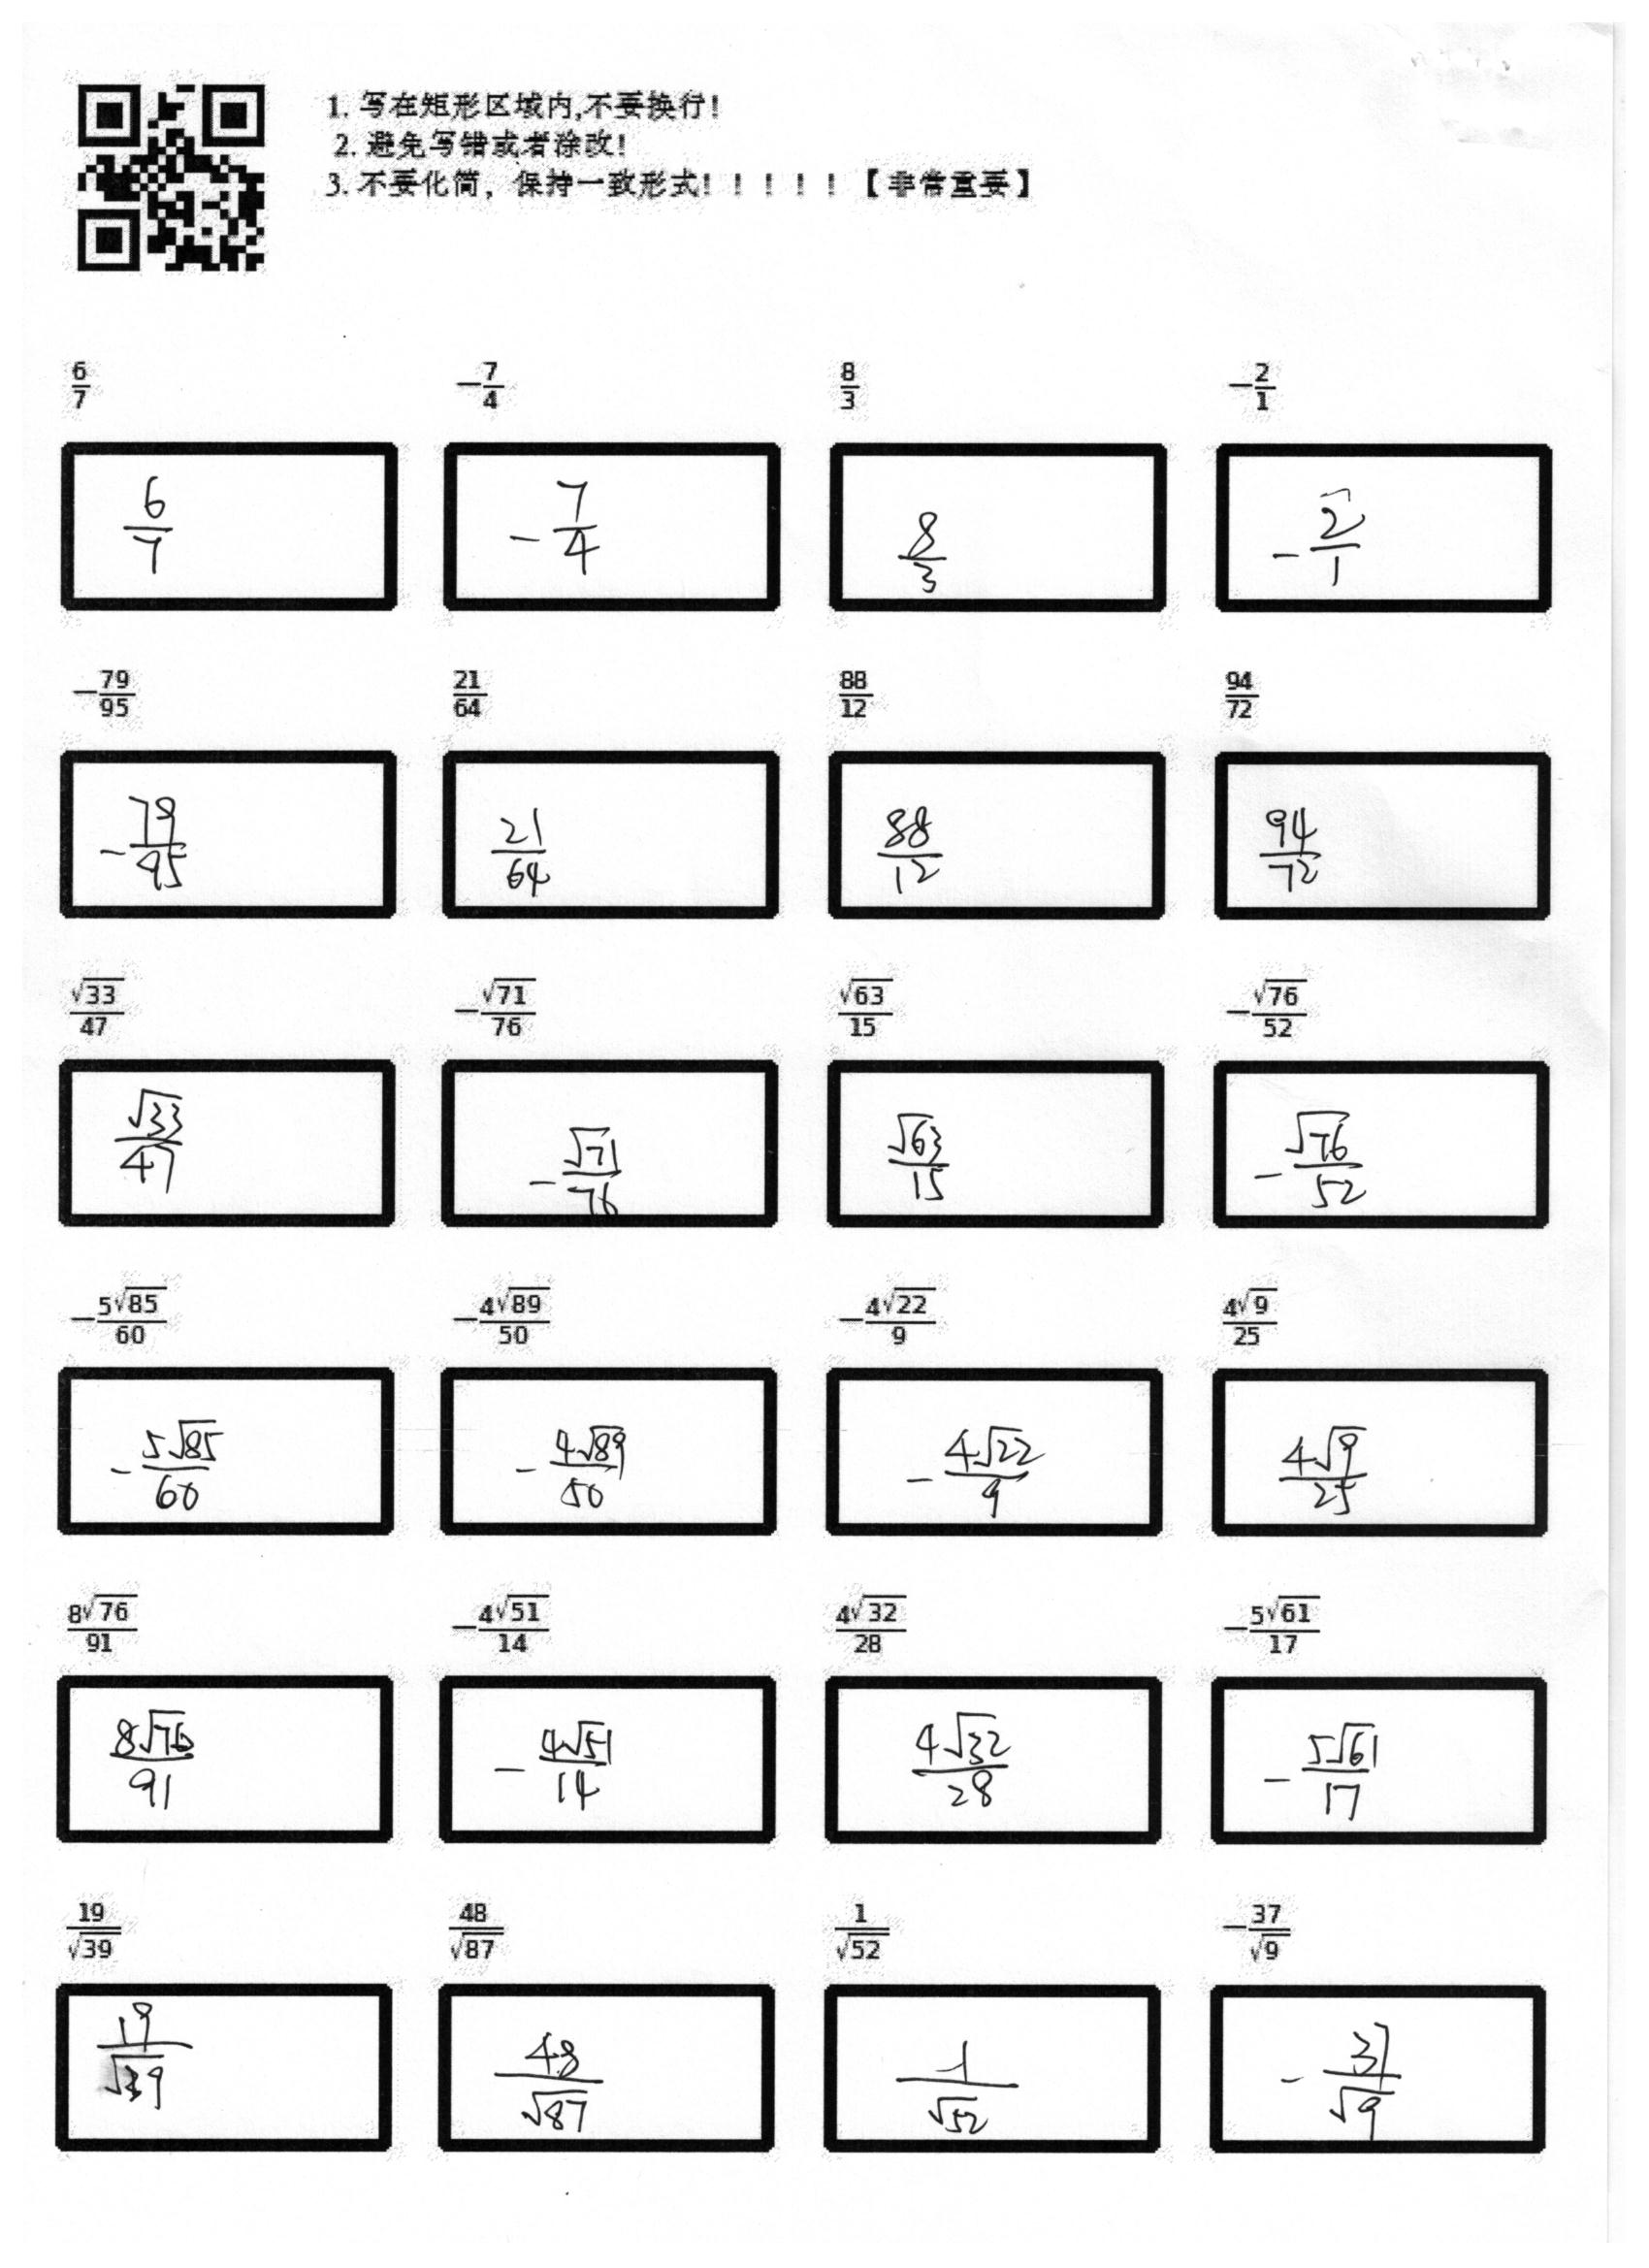 1. 写在矩形区域内,不要换行!
2. 避免写错或者涂改!
3. 不要化简，保持一致形式！！！！！【非常重要】
\frac{6}{7} -\frac{7}{4} \frac{8}{3} -\frac{2}{1}
\frac{6}{7} -\frac{7}{4} \frac{8}{3} -\frac{2}{1}
-\frac{79}{95} \frac{21}{64} \frac{88}{12} \frac{94}{72}
-\frac{79}{95} \frac{21}{64} \frac{88}{12} \frac{94}{72}
\frac{\sqrt{33}}{47} -\frac{\sqrt{71}}{76} \frac{\sqrt{63}}{15} -\frac{\sqrt{76}}{52}
\frac{\sqrt{33}}{47} -\frac{\sqrt{71}}{76} \frac{\sqrt{63}}{15} -\frac{\sqrt{76}}{52}
-\frac{5\sqrt{85}}{60} -\frac{4\sqrt{89}}{50} -\frac{4\sqrt{22}}{9} \frac{4\sqrt{9}}{25}
-\frac{5\sqrt{85}}{60} -\frac{4\sqrt{89}}{50} -\frac{4\sqrt{22}}{9} \frac{4\sqrt{9}}{25}
\frac{8\sqrt{76}}{91} -\frac{4\sqrt{51}}{14} \frac{4\sqrt{32}}{28} -\frac{5\sqrt{61}}{17}
\frac{8\sqrt{76}}{91} -\frac{4\sqrt{51}}{14} \frac{4\sqrt{32}}{28} -\frac{5\sqrt{61}}{17}
\frac{19}{\sqrt{39}} \frac{48}{\sqrt{87}} \frac{1}{\sqrt{52}} -\frac{37}{\sqrt{9}}
\frac{19}{\sqrt{39}} \frac{48}{\sqrt{87}} \frac{1}{\sqrt{52}} -\frac{37}{\sqrt{9}}